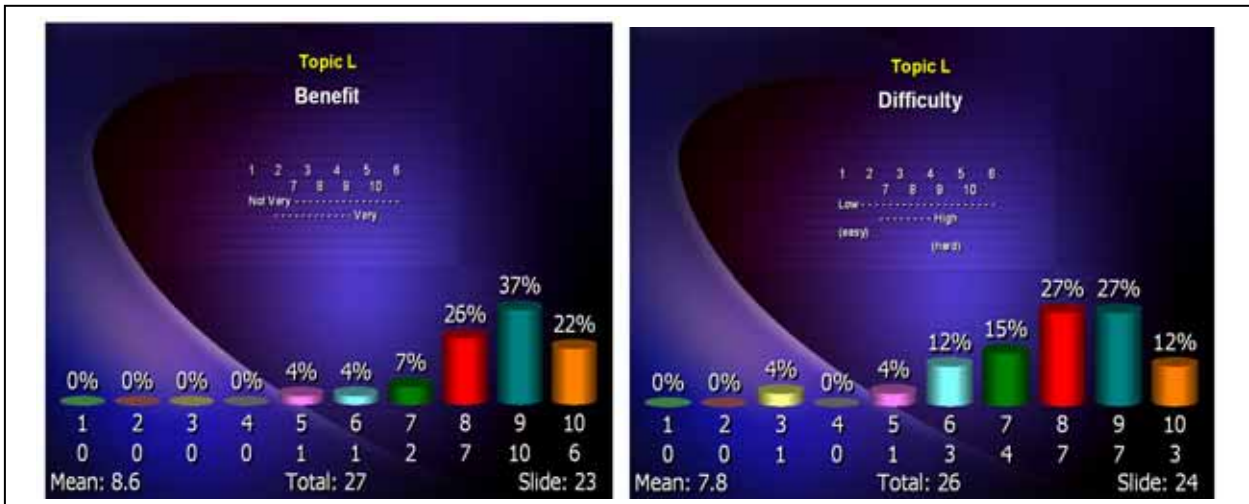 Topic L
Benefit
1 2 3 4 5 6
7 8 9 10
Not Very - - - - - - - - - - - - - - - -
- - - - - - - - - - - - Very
37%
26%
22%
7%
4% 4%
0% 0% 0% 0%
1 2 3 4 5 6 7 8 9 10
0 0 0 0 1 1 2 7 10 6
Mean: 8.6 Total: 27 Slide: 23
Topic L
Difficulty
1 2 3 4 5 6
7 8 9 10
Low - - - - - - - - - - - - - - - - - - - -
- - - - - - - - High
(easy)
(hard)
27% 27%
15%
12% 12%
4% 4%
0% 0% 0%
1 2 3 4 5 6 7 8 9 10
0 0 1 0 1 3 4 7 7 3
Mean: 7.8 Total: 26 Slide: 24